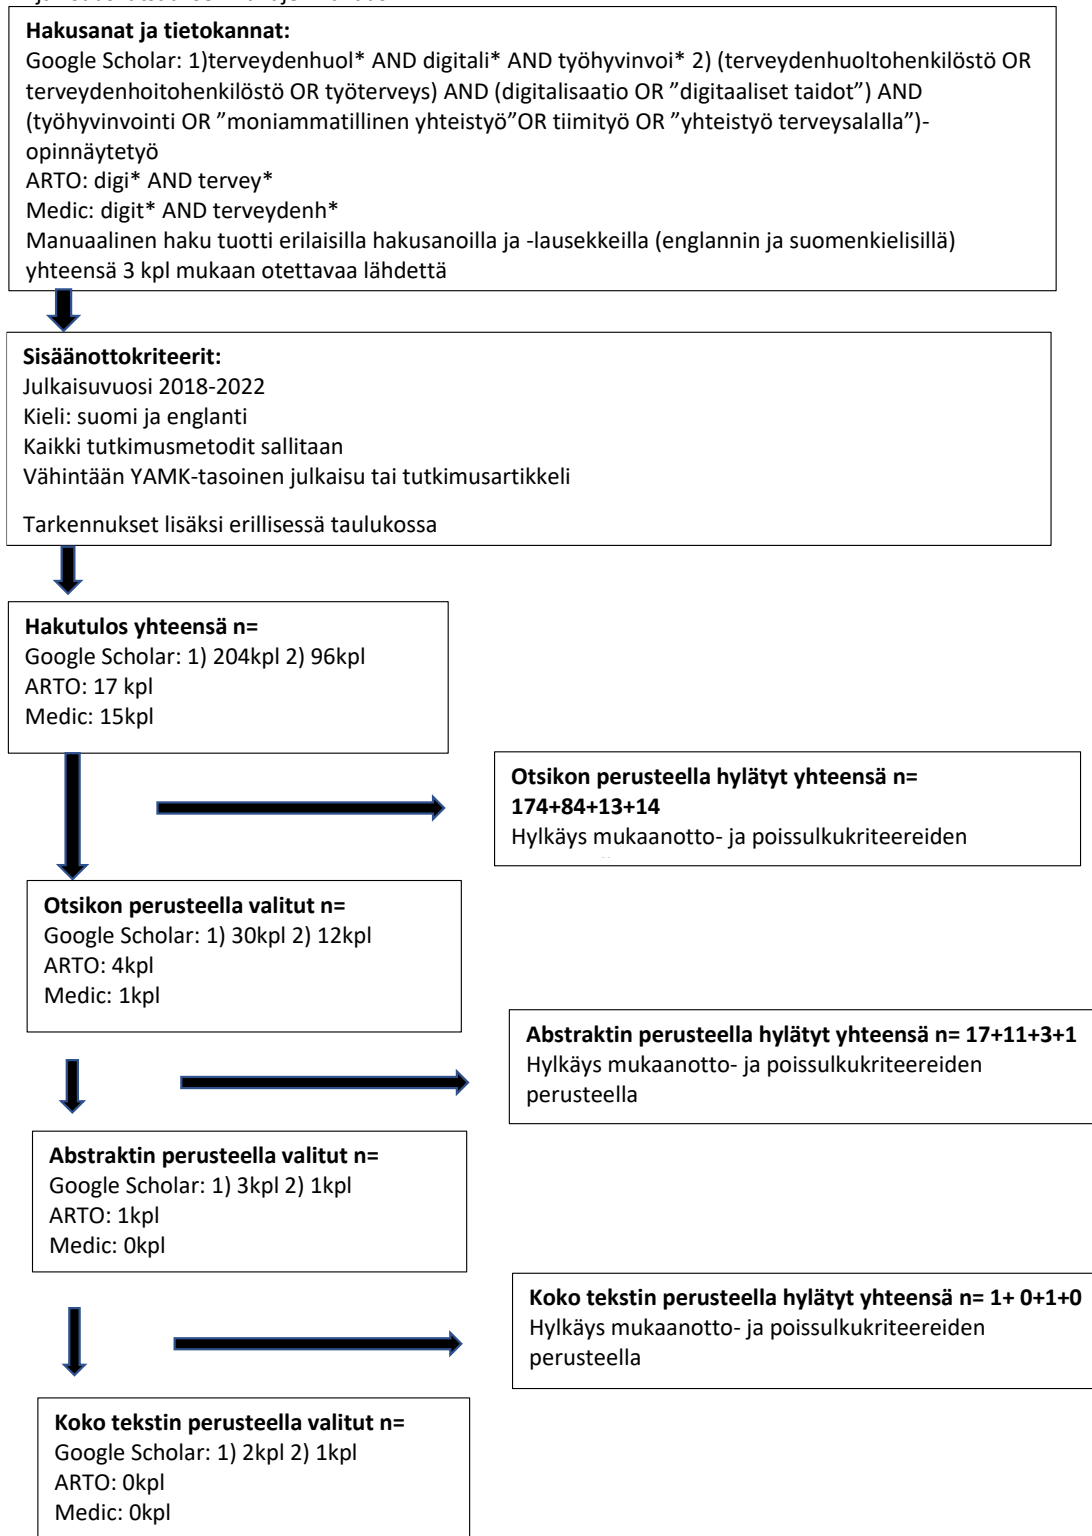 Hakusanat ja tietokannat:
Google Scholar: 1)terveydenhuol* AND digitali* AND työhyvinvoi* 2) (terveydenhuoltohenkilöstö OR
terveydenhoitohenkilöstö OR työterveys) AND (digitalisaatio OR ”digitaaliset taidot”) AND
(työhyvinvointi OR ”moniammatillinen yhteistyö”OR tiimityö OR ”yhteistyö terveysalalla”)-
opinnäytetyö
ARTO: digi* AND tervey*
Medic: digit* AND terveydenh*
Manuaalinen haku tuotti erilaisilla hakusanoilla ja -lausekkeilla (englannin ja suomenkielisillä)
yhteensä 3 kpl mukaan otettavaa lähdettä
Sisäänottokriteerit:
Julkaisuvuosi 2018-2022
Kieli: suomi ja englanti
Kaikki tutkimusmetodit sallitaan
Vähintään YAMK-tasoinen julkaisu tai tutkimusartikkeli
Tarkennukset lisäksi erillisessä taulukossa
Hakutulos yhteensä n=
Google Scholar: 1) 204kpl 2) 96kpl
ARTO: 17 kpl
Medic: 15kpl
Otsikon perusteella hylätyt yhteensä n=
174+84+13+14
Hylkäys mukaanotto- ja poissulkukriteereiden
Otsikon perusteella valitut n=
Google Scholar: 1) 30kpl 2) 12kpl
ARTO: 4kpl
Medic: 1kpl
Abstraktin perusteella hylätyt yhteensä n= 17+11+3+1
Hylkäys mukaanotto- ja poissulkukriteereiden
perusteella
Abstraktin perusteella valitut n=
Google Scholar: 1) 3kpl 2) 1kpl
ARTO: 1kpl
Medic: 0kpl
Koko tekstin perusteella hylätyt yhteensä n= 1+ 0+1+0
Hylkäys mukaanotto- ja poissulkukriteereiden
perusteella
Koko tekstin perusteella valitut n=
Google Scholar: 1) 2kpl 2) 1kpl
ARTO: 0kpl
Medic: 0kpl